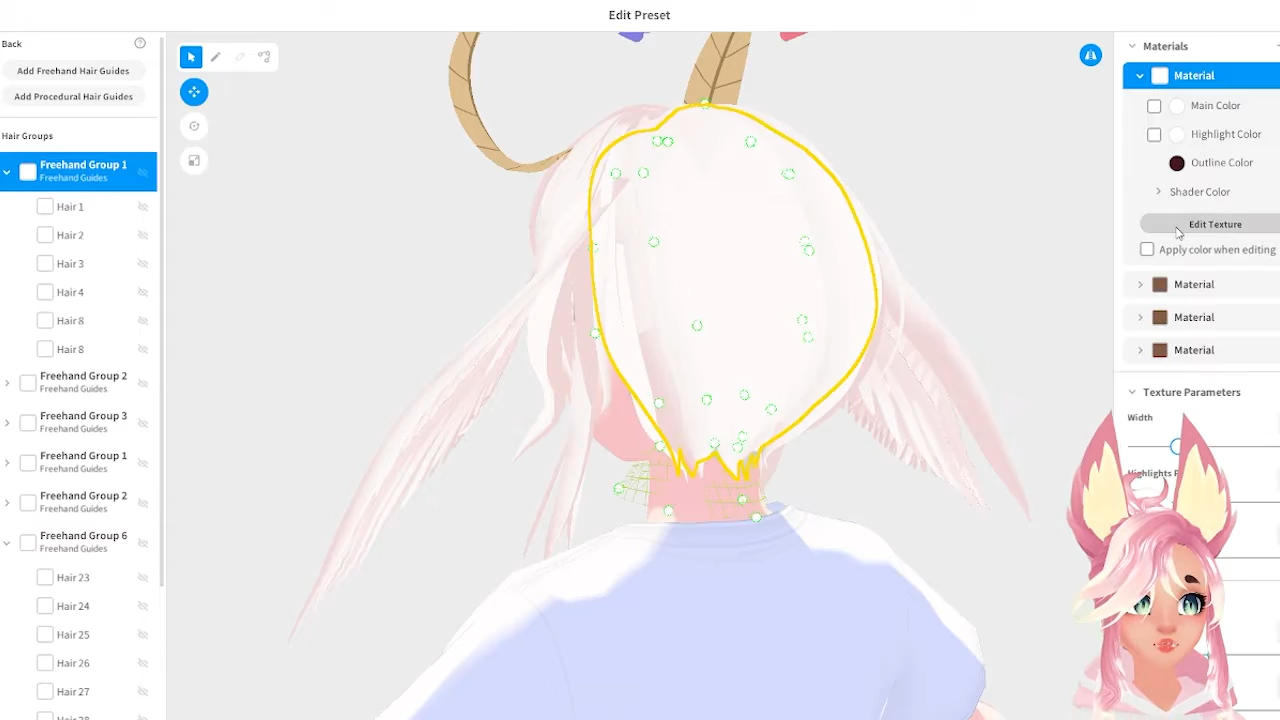 Edit Preset
Back
Add Freehand Hair Guides
Add Procedural Hair Guides
Hair Groups
Freehand Group 1
Freehand Guides
Hair 1
Hair 2
Hair 3
Hair 4
Hair 8
Hair 8
Freehand Group 2
Freehand Guides
Freehand Group 3
Freehand Guides
Freehand Group 1
Freehand Guides
Freehand Group 2
Freehand Guides
Freehand Group 6
Freehand Guides
Hair 23
Hair 24
Hair 25
Hair 26
Hair 27
Materials
Material
Main Color
Highlight Color
Outline Color
Shader Color
Edit Texture
Apply color when editing
Material
Material
Material
Texture Parameters
Width